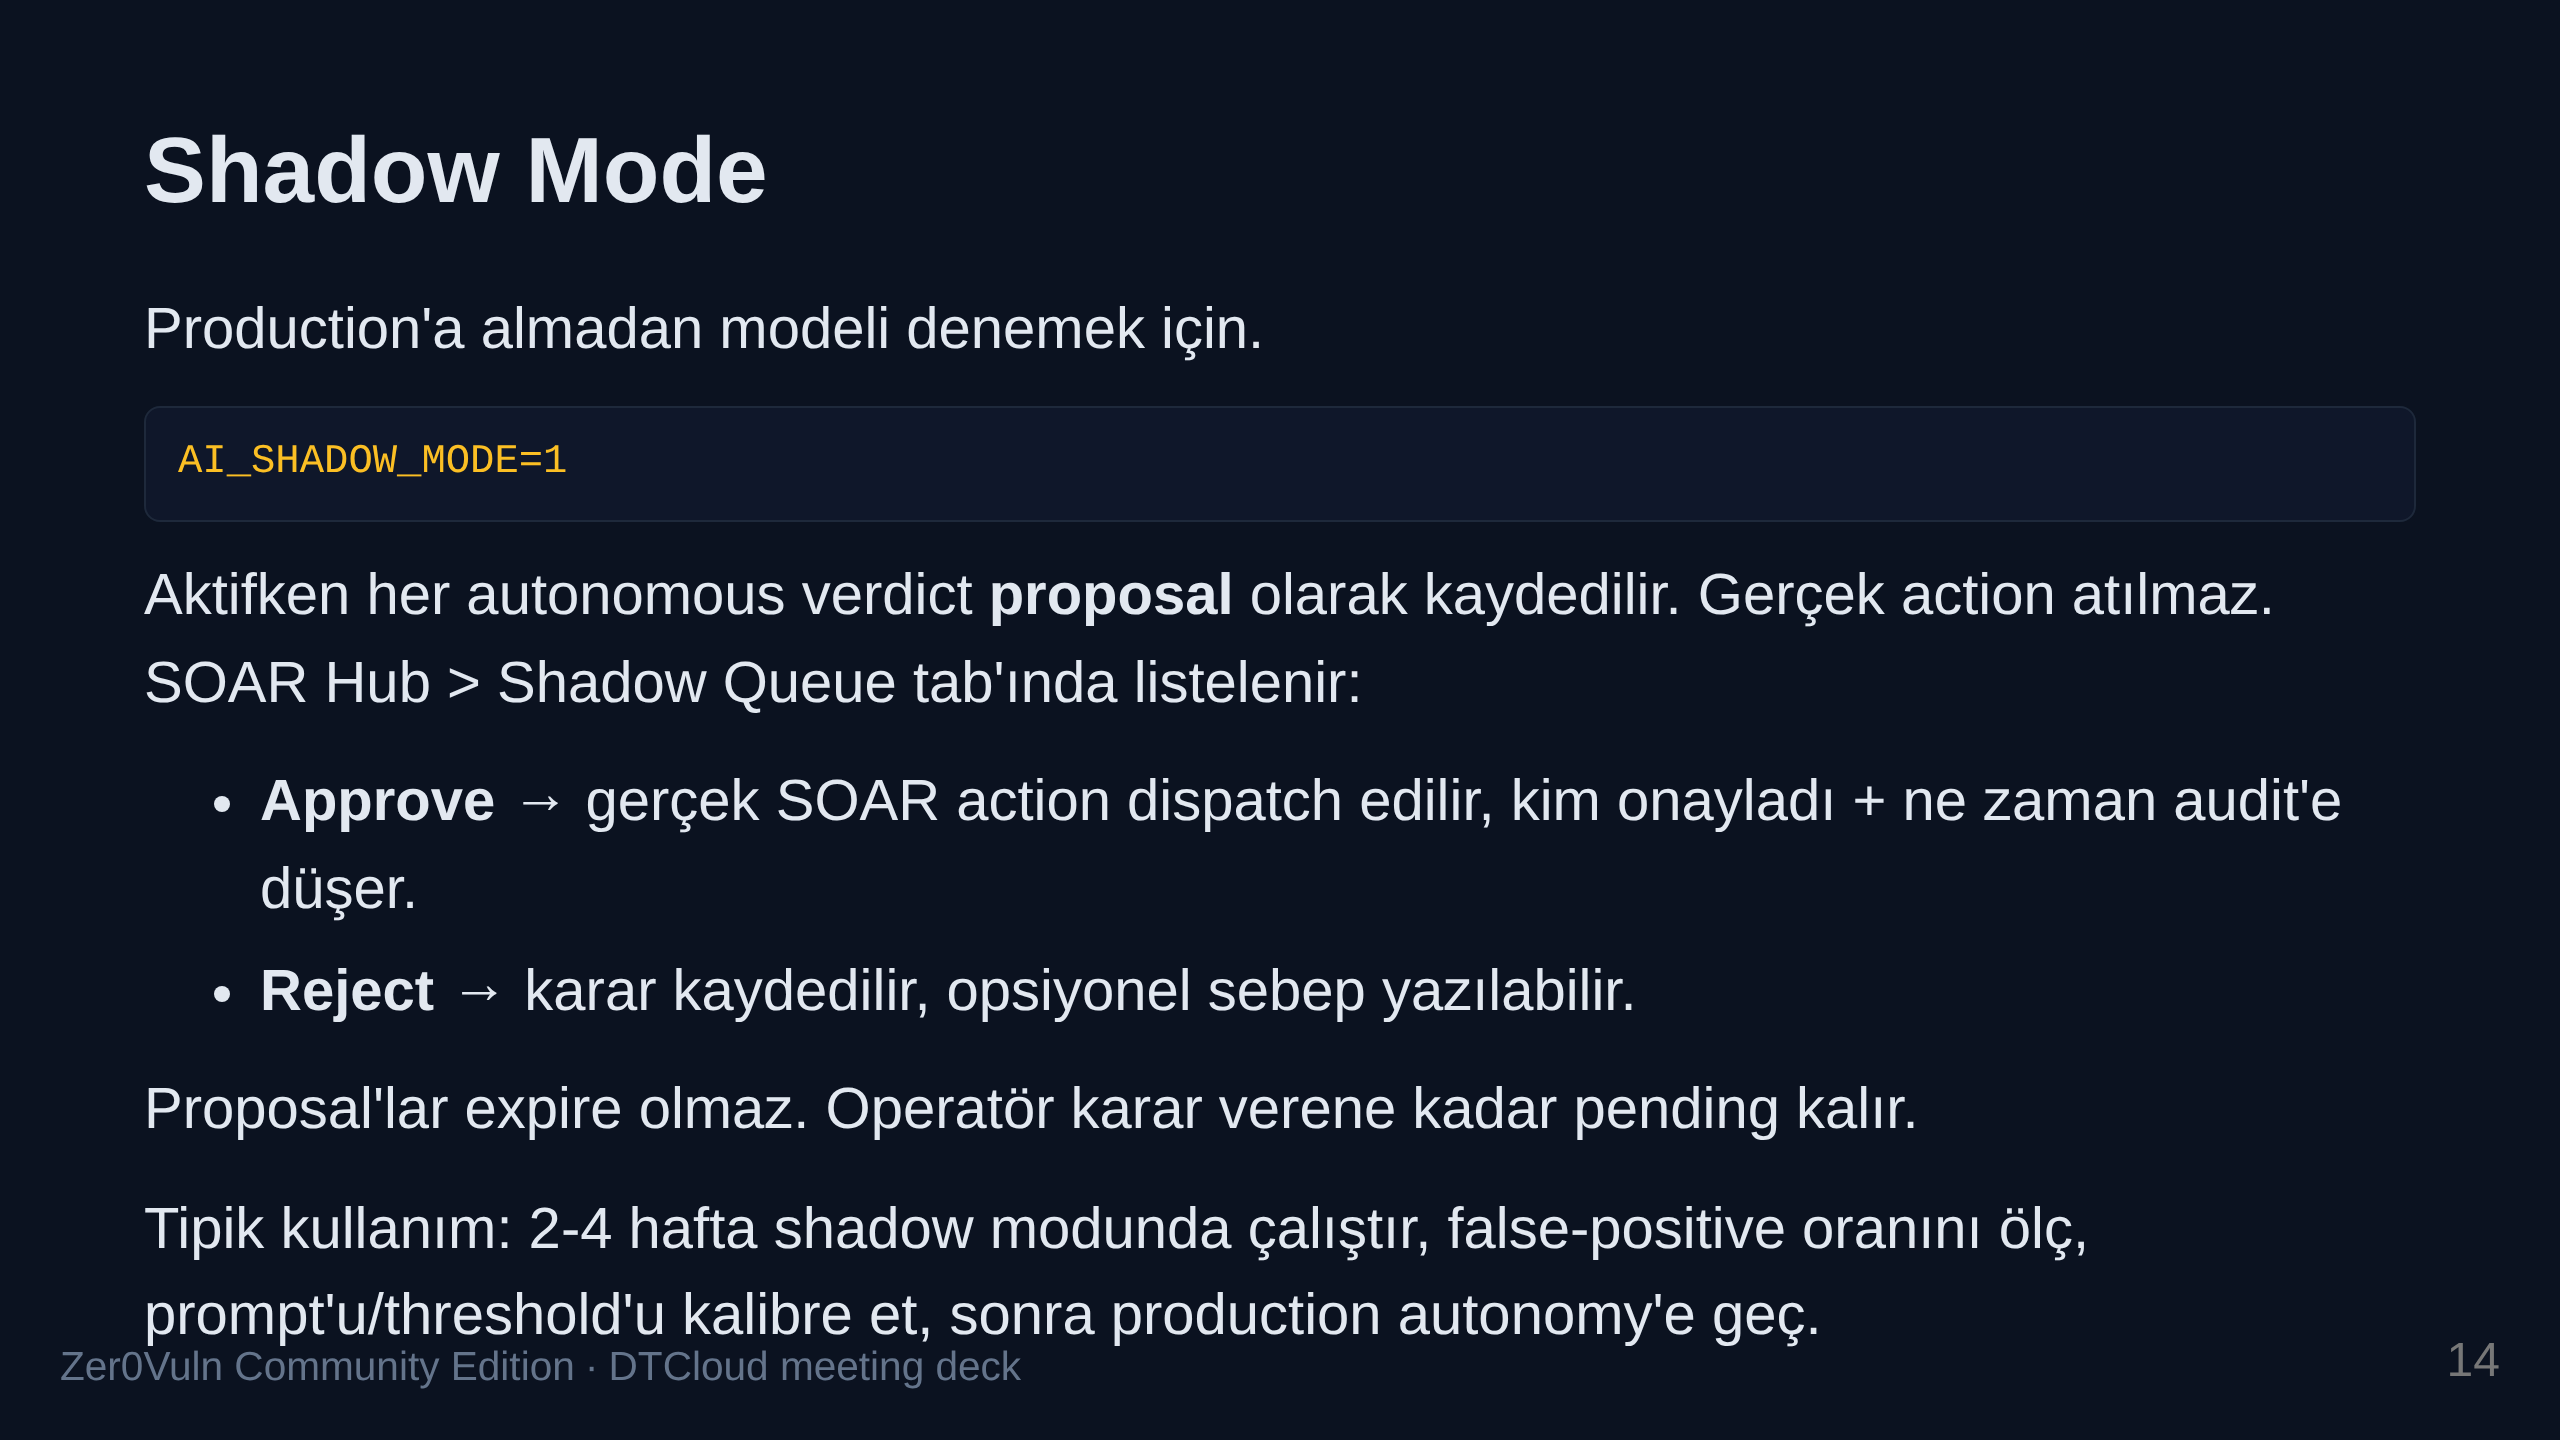 Shadow Mode
Production'a almadan modeli denemek için.
AI_SHADOW_MODE=1
Aktifken her autonomous verdict proposal olarak kaydedilir. Gerçek action atılmaz.
SOAR Hub > Shadow Queue tab'ında listelenir:
• Approve → gerçek SOAR action dispatch edilir, kim onayladı + ne zaman audit'e
düşer.
• Reject → karar kaydedilir, opsiyonel sebep yazılabilir.
Proposal'lar expire olmaz. Operatör karar verene kadar pending kalır.
Tipik kullanım: 2-4 hafta shadow modunda çalıştır, false-positive oranını ölç,
prompt'u/threshold'u kalibre et, sonra production autonomy'e geç.
Zer0Vuln Community Edition · DTCloud meeting deck
14